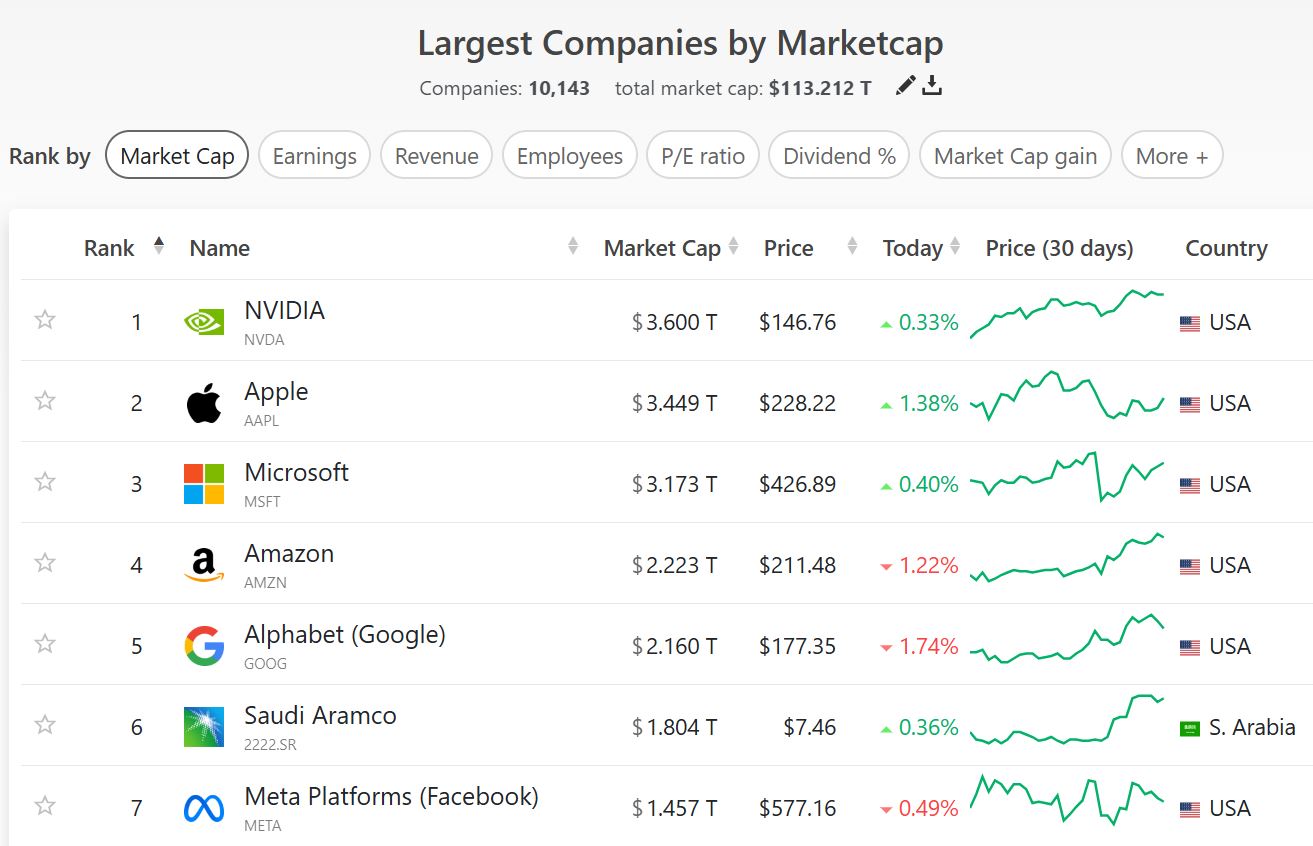 Largest Companies by Marketcap
Companies: 10,143 total market cap: $113.212 T
Rank by Market Cap Earnings Revenue Employees P/E ratio Dividend % Market Cap gain More +
Rank Name Market Cap Price Today Price (30 days) Country
1 NVIDIA $3.600 T $146.76 0.33% USA
NVDA
2 Apple $3.449 T $228.22 1.38% USA
AAPL
3 Microsoft $3.173 T $426.89 0.40% USA
MSFT
4 Amazon $2.223 T $211.48 1.22% USA
AMZN
5 Alphabet (Google) $2.160 T $177.35 1.74% USA
GOOG
6 Saudi Aramco $1.804 T $7.46 0.36% S. Arabia
2222.SR
7 Meta Platforms (Facebook) $1.457 T $577.16 0.49% USA
META